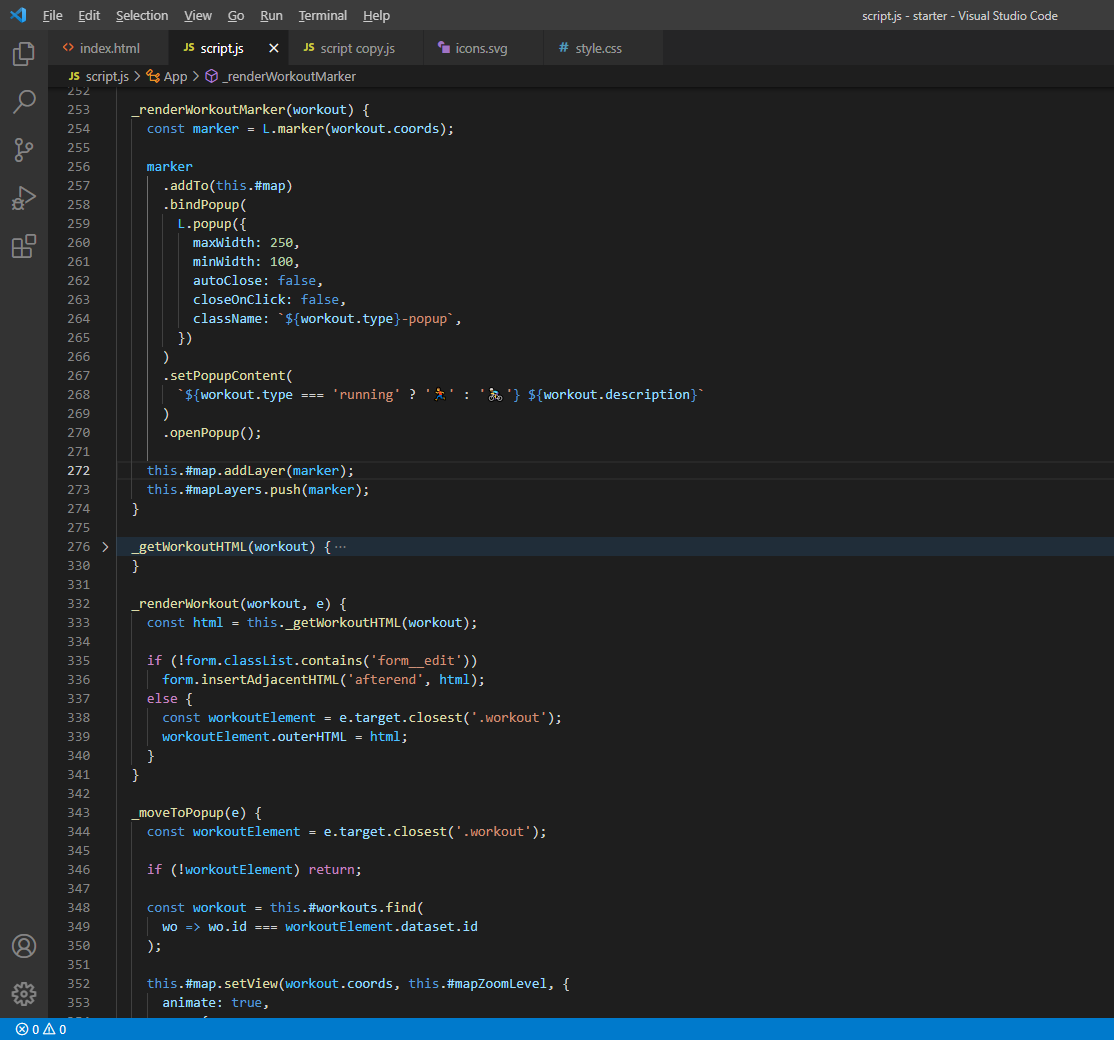 File Edit Selection View Go Run Terminal Help script.js - starter - Visual Studio Code
<> index.html JS script.js × JS script copy.js icons.svg # style.css
JS script.js > App > _renderWorkoutMarker
252
253 _renderWorkoutMarker(workout) {
254 const marker = L.marker(workout.coords);
255
256 marker
257 .addTo(this.#map)
258 .bindPopup(
259 L.popup({
260 maxWidth: 250,
261 minWidth: 100,
262 autoClose: false,
263 closeOnClick: false,
264 className: `${workout.type}-popup`,
265 })
266 )
267 .setPopupContent(
268 `${workout.type === 'running' ? '🏃' : '🚴'} ${workout.description}`
269 )
270 .openPopup();
271
272 this.#map.addLayer(marker);
273 this.#mapLayers.push(marker);
274 }
275
276 > _getWorkoutHTML(workout) { ···
330 }
331
332 _renderWorkout(workout, e) {
333 const html = this._getWorkoutHTML(workout);
334
335 if (!form.classList.contains('form__edit'))
336 form.insertAdjacentHTML('afterend', html);
337 else {
338 const workoutElement = e.target.closest('.workout');
339 workoutElement.outerHTML = html;
340 }
341 }
342
343 _moveToPopup(e) {
344 const workoutElement = e.target.closest('.workout');
345
346 if (!workoutElement) return;
347
348 const workout = this.#workouts.find(
349 wo => wo.id === workoutElement.dataset.id
350 );
351
352 this.#map.setView(workout.coords, this.#mapZoomLevel, {
353 animate: true,
0 0